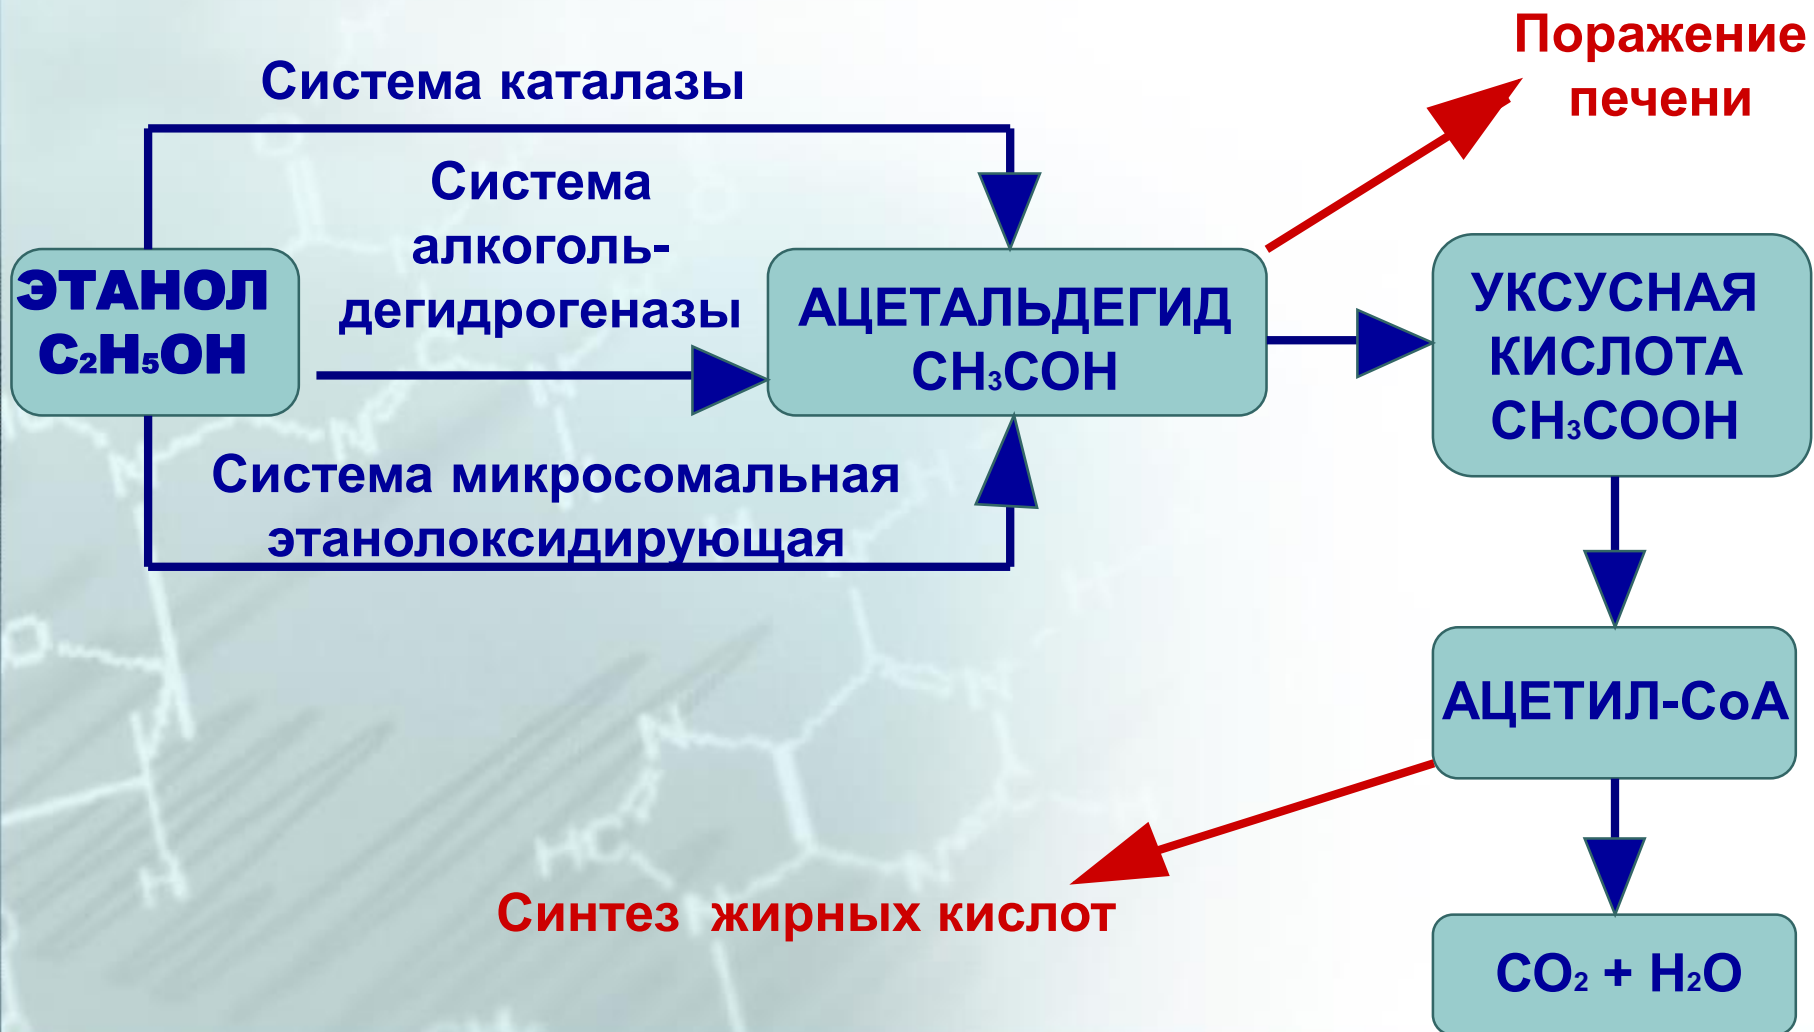 Поражение
печени
Система каталазы
Система
алкоголь-
дегидрогеназы
ЭТАНОЛ
C₂H₅OH
АЦЕТАЛЬДЕГИД
CH₃COH
УКСУСНАЯ
КИСЛОТА
CH₃COOH
Система микросомальная
этанолоксидирующая
АЦЕТИЛ-CoA
Синтез жирных кислот
CO₂ + H₂O
O
N
N
H
O
H
N
N
HC
N
N
C
H
H